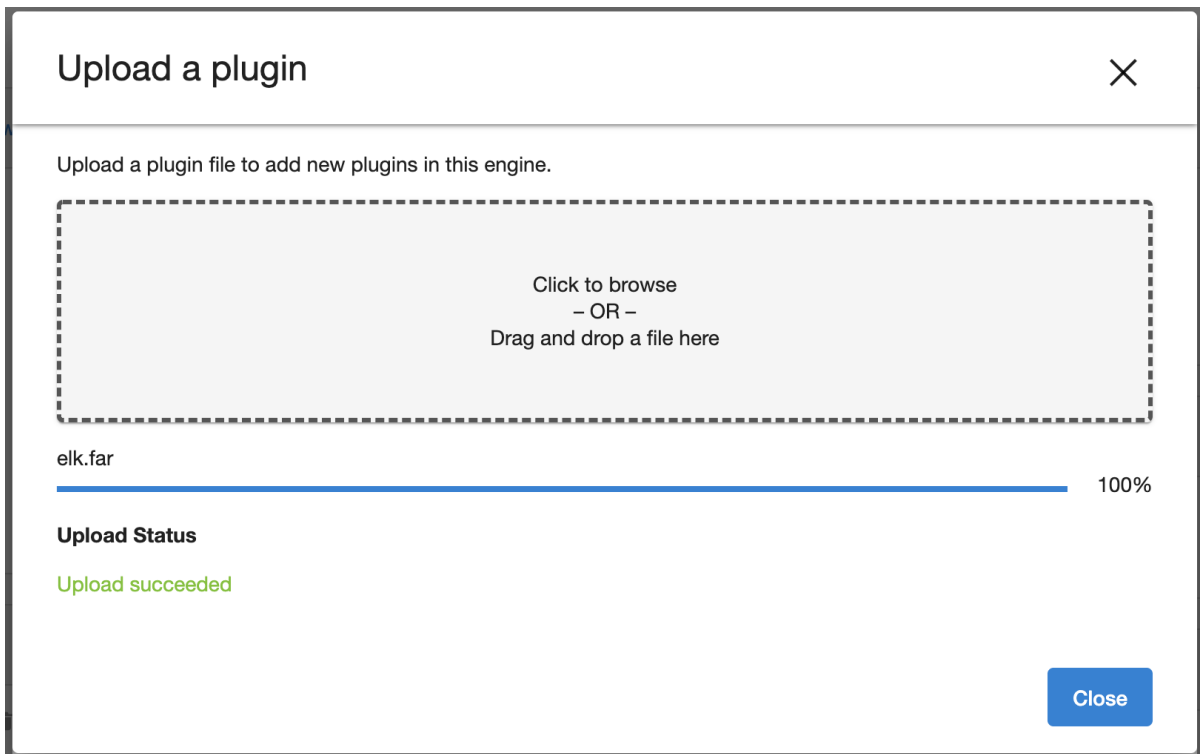 Upload a plugin
Upload a plugin file to add new plugins in this engine.
Click to browse
– OR –
Drag and drop a file here
elk.far
100%
Upload Status
Upload succeeded
Close